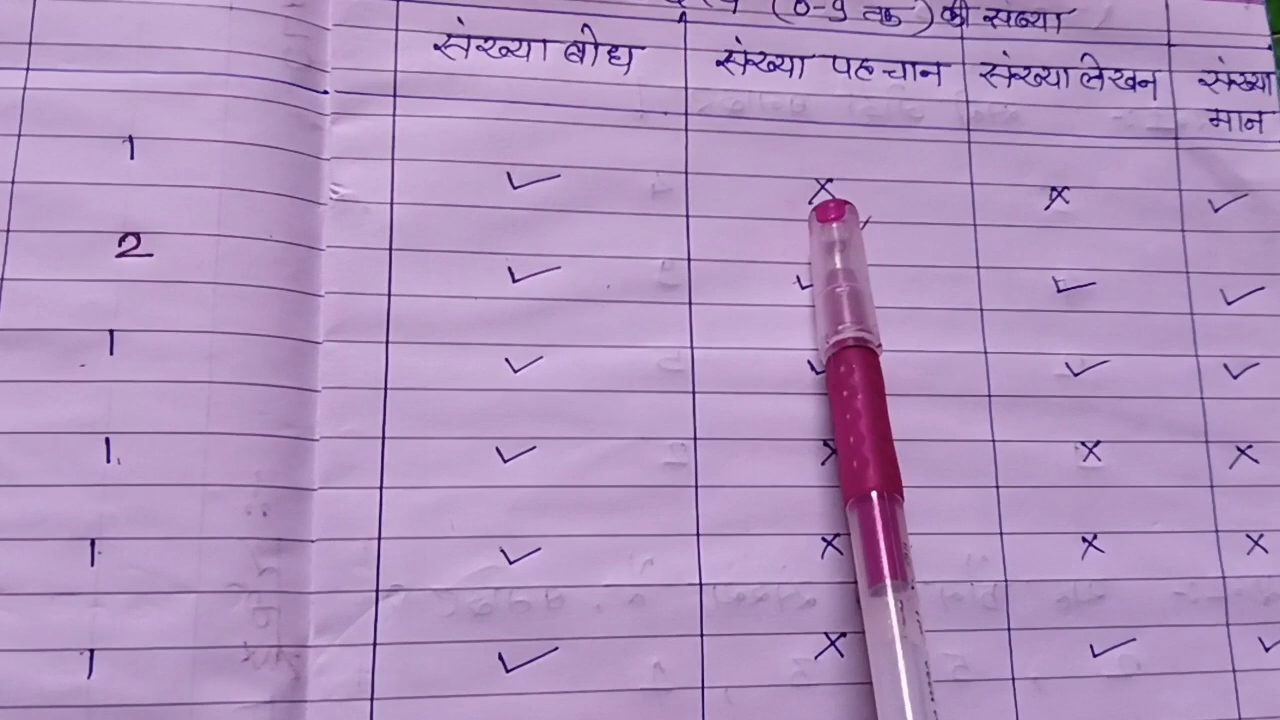 (0-9 तक) की संख्या
संख्या बोध संख्या पहचान संख्या लेखन संख्या मान
1 ✓ × × ✓
2 ✓ ✓ ✓ ✓
1 ✓ ✓ ✓ ✓
1 ✓ × × ×
1 ✓ × × ×
1 ✓ × ✓ ✓